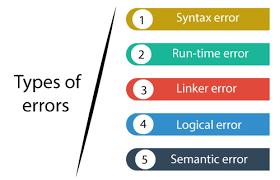 Types of
errors
1 Syntax error
2 Run-time error
3 Linker error
4 Logical error
5 Semantic error